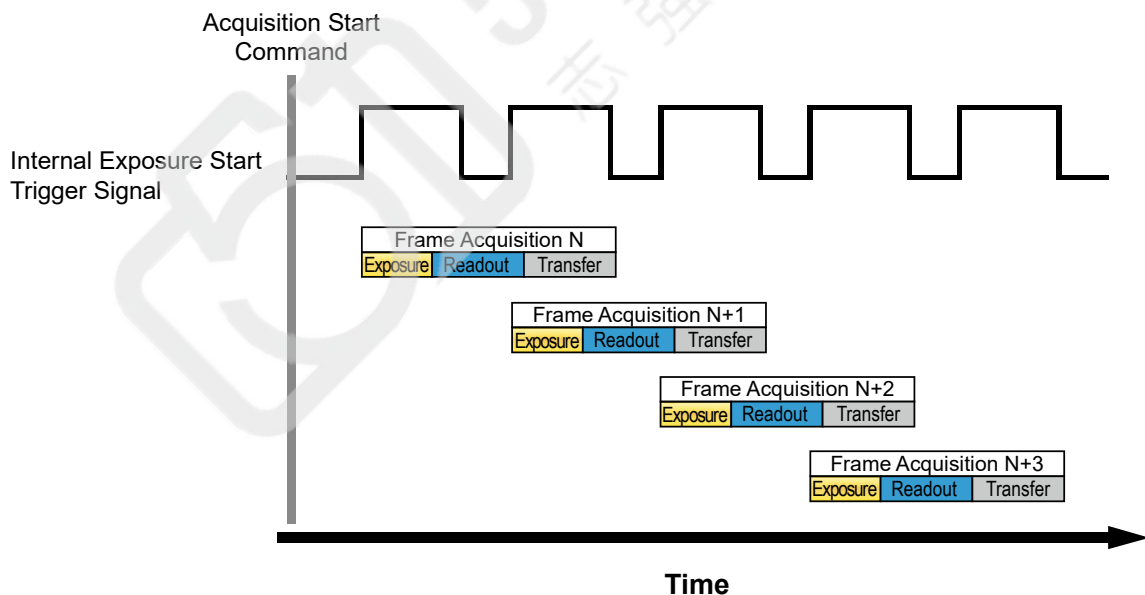 Acquisition Start
Command
Internal Exposure Start
Trigger Signal
Frame Acquisition N
Exposure Readout Transfer
Frame Acquisition N+1
Exposure Readout Transfer
Frame Acquisition N+2
Exposure Readout Transfer
Frame Acquisition N+3
Exposure Readout Transfer
Time